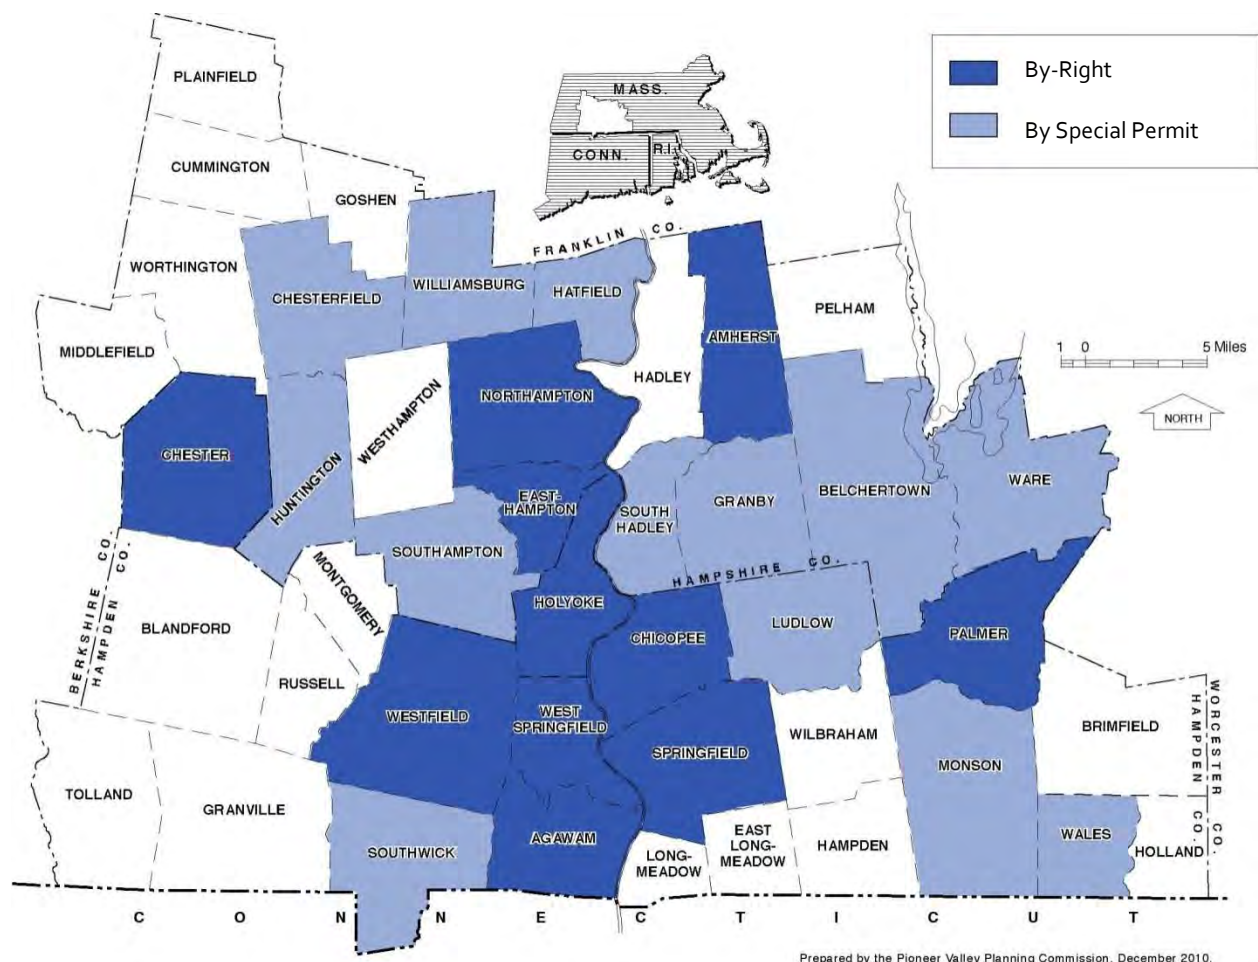 By-Right
By Special Permit
MASS.
CONN.
R.I.
PLAINFIELD
CUMMINGTON
GOSHEN
WORTHINGTON
CHESTERFIELD
WILLIAMSBURG
HATFIELD
FRANKLIN CO.
MIDDLEFIELD
PELHAM
AMHERST
HADLEY
1 0 5 Miles
NORTH
NORTHAMPTON
WESTHAMPTON
CHESTER
HUNTINGTON
EAST-
HAMPTON
SOUTH
HADLEY
GRANBY
BELCHERTOWN
WARE
SOUTHAMPTON
MONTGOMERY
HAMPSHIRE CO.
BERKSHIRE CO.
HAMPDEN CO.
BLANDFORD
HOLYOKE
CHICOPEE
LUDLOW
PALMER
RUSSELL
WESTFIELD
WEST
SPRINGFIELD
SPRINGFIELD
WILBRAHAM
BRIMFIELD
HAMPDEN CO.
WORCESTER CO.
MONSON
TOLLAND
GRANVILLE
SOUTHWICK
AGAWAM
LONG-
MEADOW
EAST
LONG-
MEADOW
HAMPDEN
WALES
HOLLAND
CONNECTICUT
Prepared by the Pioneer Valley Planning Commission, December 2010.